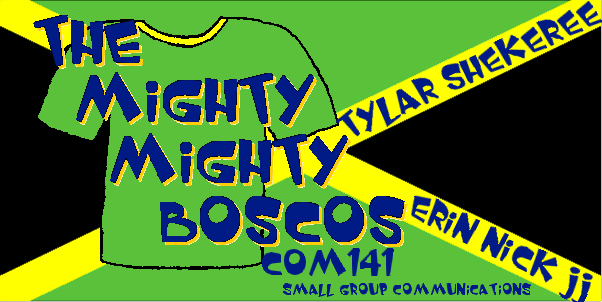 THE
MiGHTY
MiGHTY
BOSCOS
COM141
SMALL GROUP COMMUNiCATiONS
TYLAR SHEKEREE
ERiN NiCK jj